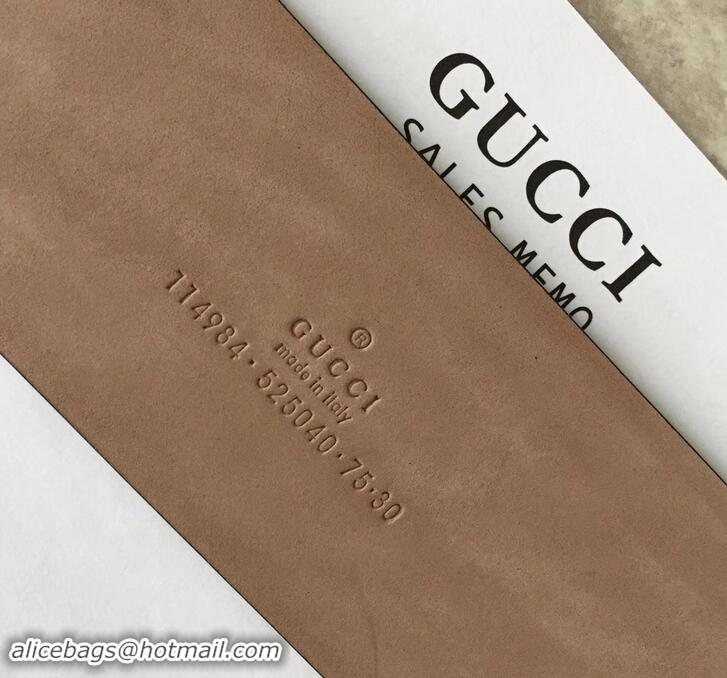 GUCCI
SALES MEMO
®
GUCCI
made in italy
114984·525040·75·30
alicebags@hotmail.com